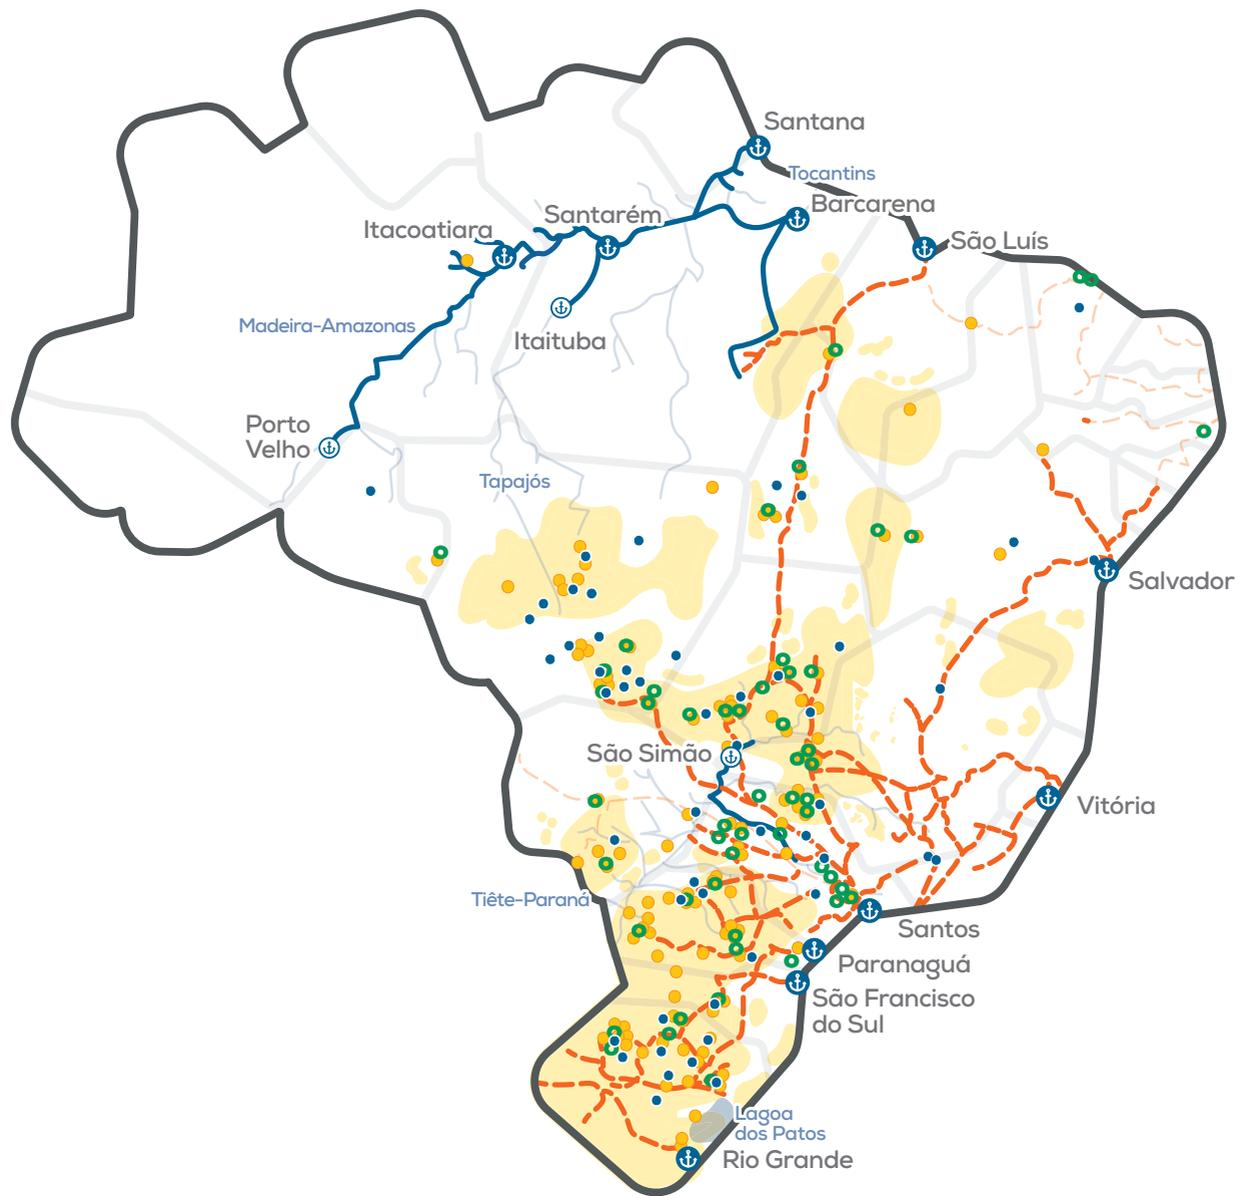 Santana
Tocantins
Barcarena
Santarém
Itacoatiara
São Luís
Madeira-Amazonas
Itaituba
Porto
Velho
Tapajós
Salvador
São Simão
Vitória
Tiête-Paraná
Santos
Paranaguá
São Francisco
do Sul
Lagoa
dos Patos
Rio Grande